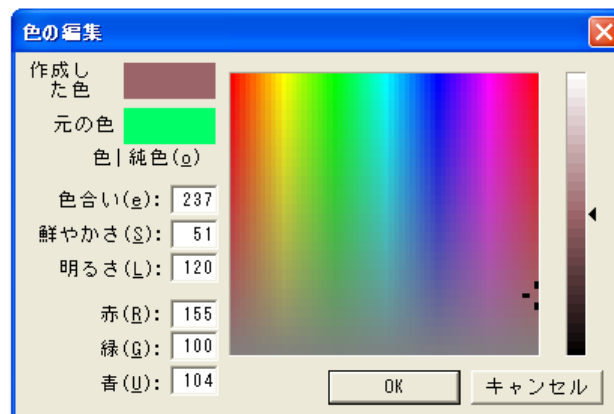 色の編集
作成し
た色
元の色
色|純色(o)
色合い(e): 237
鮮やかさ(S): 51
明るさ(L): 120
赤(R): 155
緑(G): 100
青(U): 104
OK キャンセル